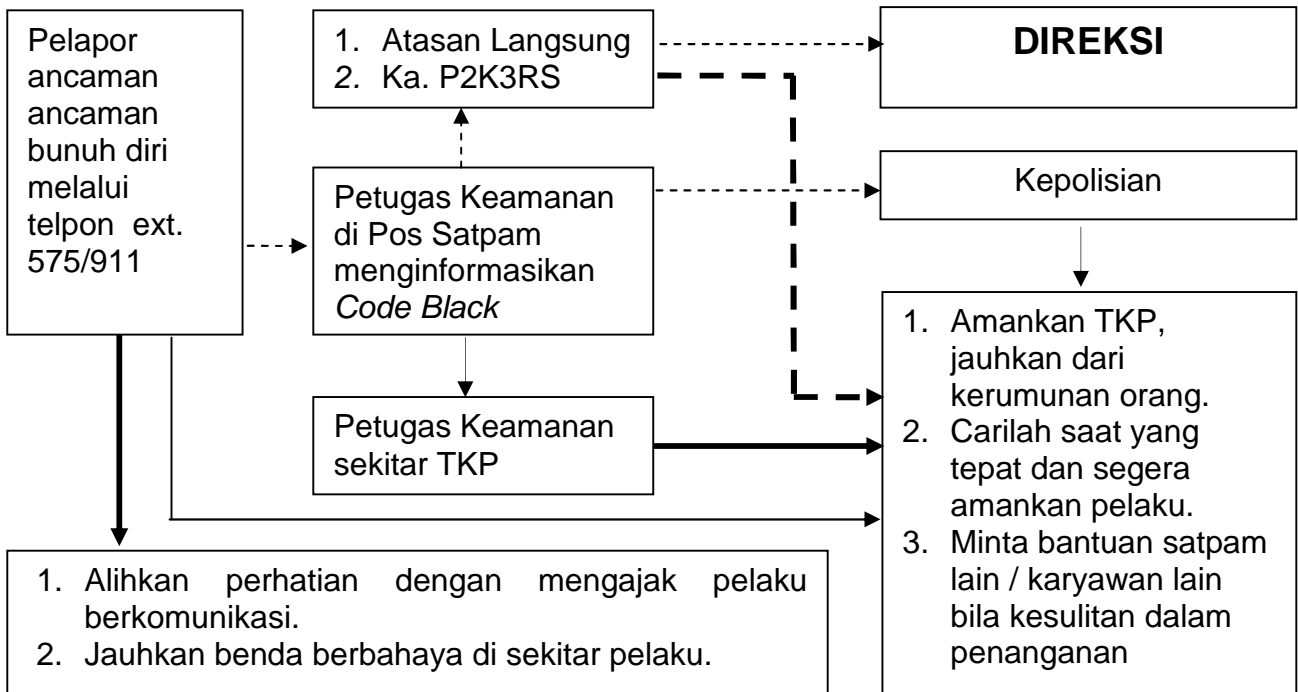 Pelapor
ancaman
ancaman
bunuh diri
melalui
telpon ext.
575/911
1. Atasan Langsung
2. Ka. P2K3RS
DIREKSI
Petugas Keamanan
di Pos Satpam
menginformasikan
Code Black
Kepolisian
Petugas Keamanan
sekitar TKP
1. Amankan TKP,
jauhkan dari
kerumunan orang.
2. Carilah saat yang
tepat dan segera
amankan pelaku.
3. Minta bantuan satpam
lain / karyawan lain
bila kesulitan dalam
penanganan
1. Alihkan perhatian dengan mengajak pelaku
berkomunikasi.
2. Jauhkan benda berbahaya di sekitar pelaku.